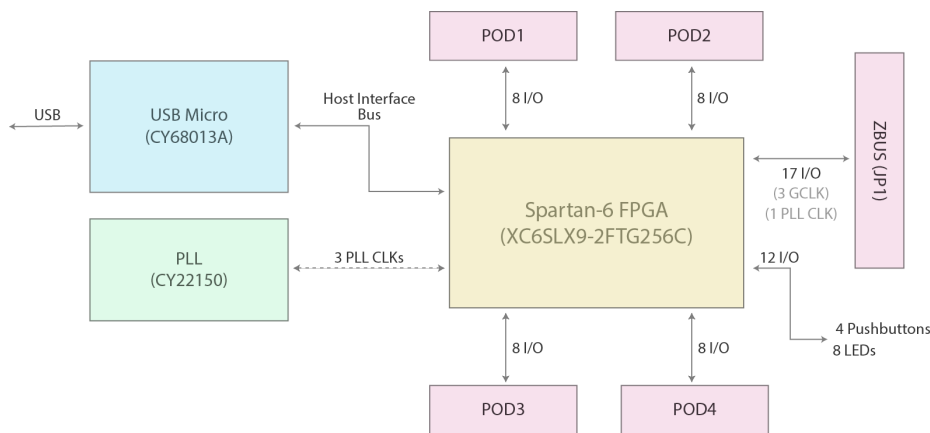 POD1
POD2
USB
USB Micro
(CY68013A)
Host Interface
Bus
8 I/O
8 I/O
ZBUS (JP1)
17 I/O
(3 GCLK)
(1 PLL CLK)
Spartan-6 FPGA
(XC6SLX9-2FTG256C)
PLL
(CY22150)
3 PLL CLKs
12 I/O
4 Pushbuttons
8 LEDs
8 I/O
8 I/O
POD3
POD4